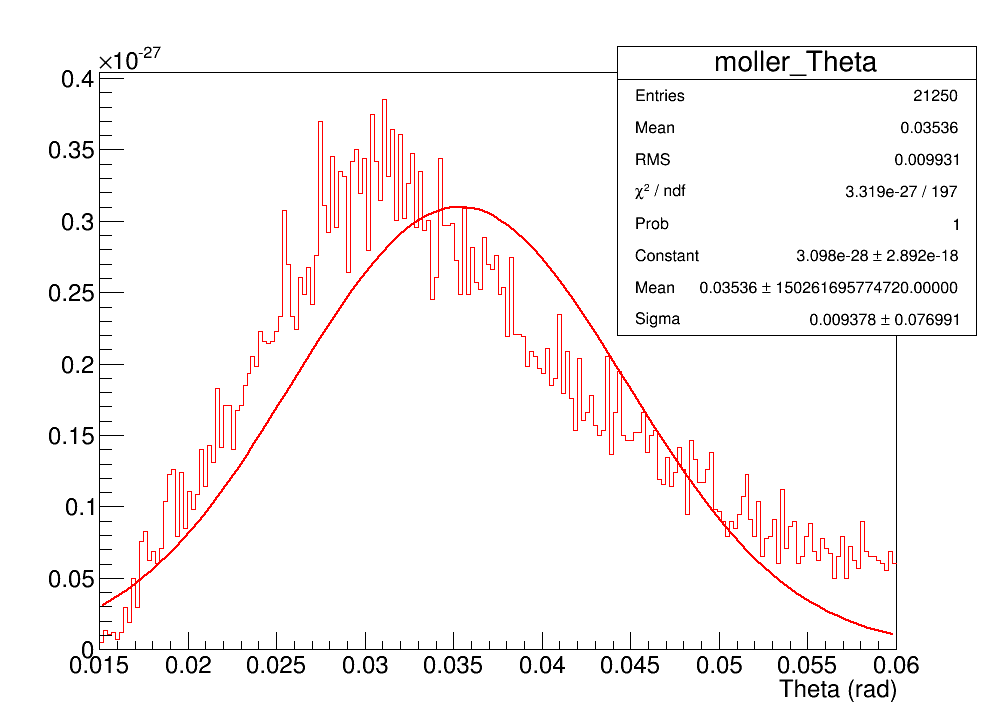 ×10-27
moller_Theta
Entries 21250
Mean 0.03536
RMS 0.009931
χ² / ndf 3.319e-27 / 197
Prob 1
Constant 3.098e-28 ± 2.892e-18
Mean 0.03536 ± 150261695774720.00000
Sigma 0.009378 ± 0.076991
0.4
0.35
0.3
0.25
0.2
0.15
0.1
0.05
0
0.015 0.02 0.025 0.03 0.035 0.04 0.045 0.05 0.055 0.06
Theta (rad)